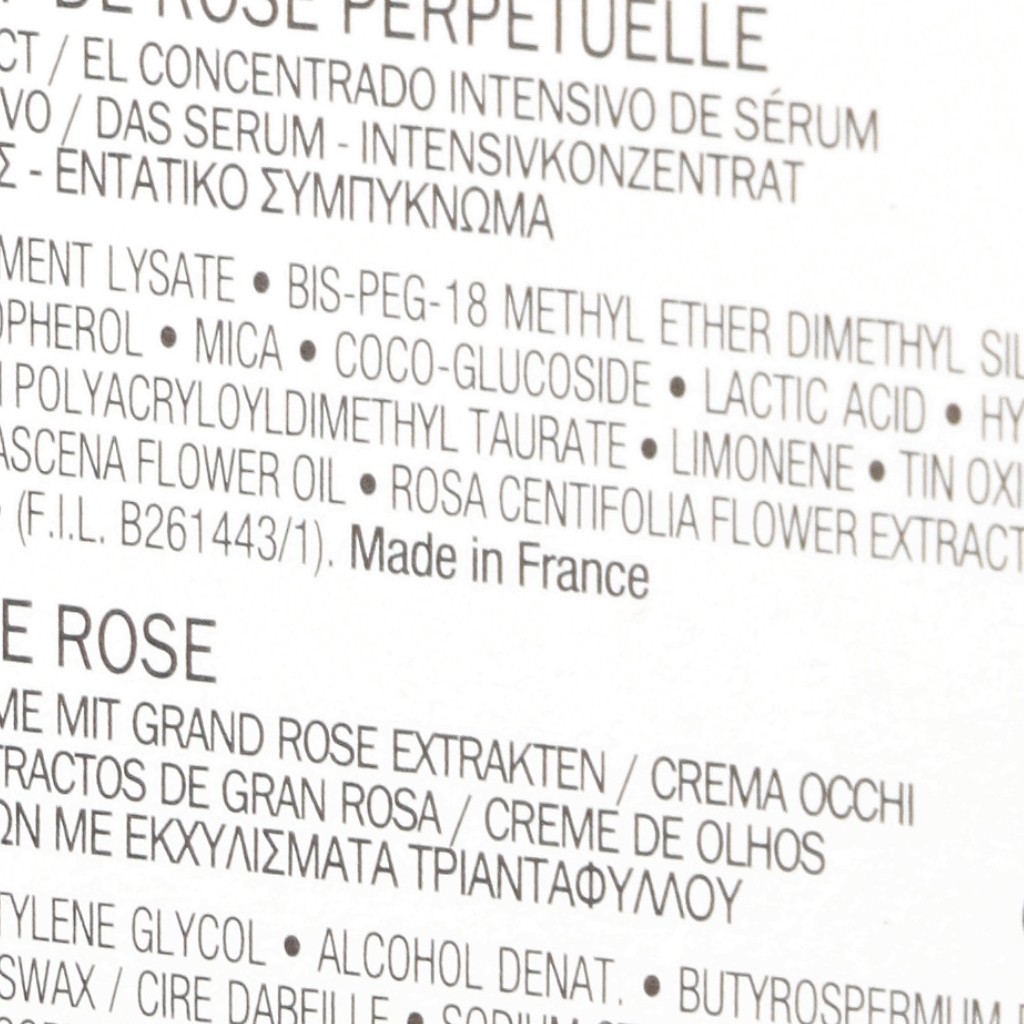 DE ROSE PERPETUELLE
CT / EL CONCENTRADO INTENSIVO DE SÉRUM
VO / DAS SERUM - INTENSIVKONZENTRAT
Σ - ΕΝΤΑΤΙΚΟ ΣΥΜΠΥΚΝΩΜΑ
MENT LYSATE • BIS-PEG-18 METHYL ETHER DIMETHYL SIL
OPHEROL • MICA • COCO-GLUCOSIDE • LACTIC ACID • HY
POLYACRYLOYLDIMETHYL TAURATE • LIMONENE • TIN OXI
ASCENA FLOWER OIL • ROSA CENTIFOLIA FLOWER EXTRACT
(F.I.L. B261443/1). Made in France
E ROSE
ME MIT GRAND ROSE EXTRAKTEN / CREMA OCCHI
TRACTOS DE GRAN ROSA / CREME DE OLHOS
ΩΝ ΜΕ ΕΚΧΥΛΙΣΜΑΤΑ ΤΡΙΑΝΤΑΦΥΛΛΟΥ
TYLENE GLYCOL • ALCOHOL DENAT. • BUTYROSPERMUM
SWAX / CIRE DABEILLE • SODIUM